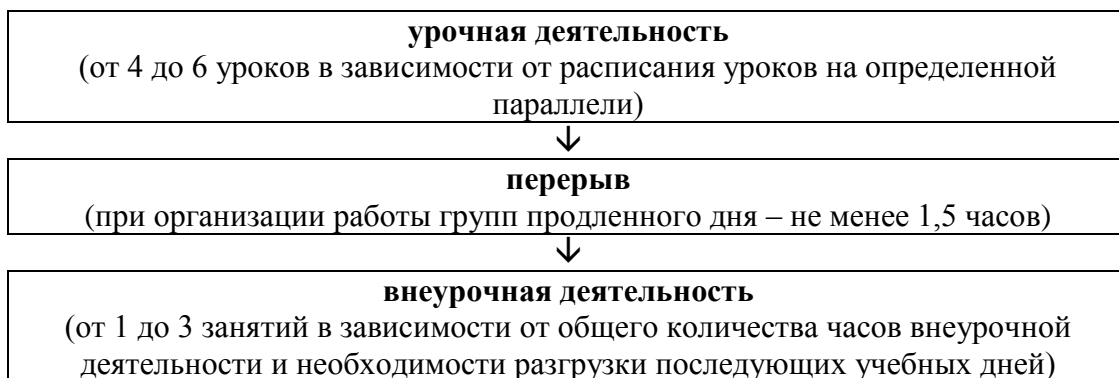 урочная деятельность
(от 4 до 6 уроков в зависимости от расписания уроков на определенной
параллели)
↓
перерыв
(при организации работы групп продленного дня – не менее 1,5 часов)
↓
внеурочная деятельность
(от 1 до 3 занятий в зависимости от общего количества часов внеурочной
деятельности и необходимости разгрузки последующих учебных дней)